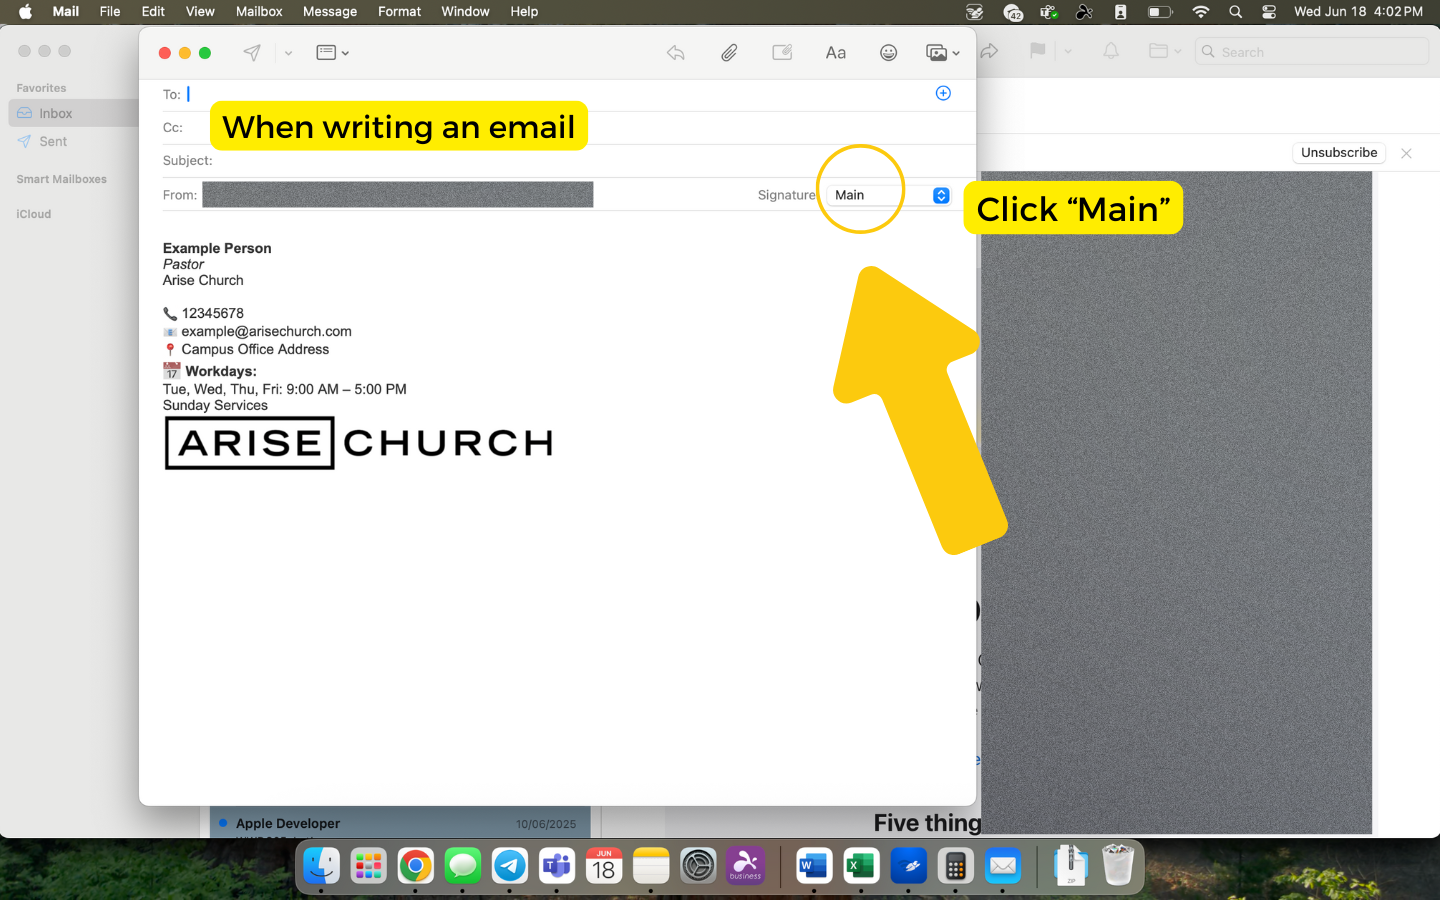 Mail File Edit View Mailbox Message Format Window Help
42
Wed Jun 18 4:02 PM
Search
Favorites
Inbox
Sent
Smart Mailboxes
iCloud
Aa
To:
Cc:
When writing an email
Subject:
From:
Signature
Main
Click “Main”
Unsubscribe
Example Person
Pastor
Arise Church
📞 12345678
📧 example@arisechurch.com
📍 Campus Office Address
📅 Workdays:
Tue, Wed, Thu, Fri: 9:00 AM – 5:00 PM
Sunday Services
ARISE CHURCH
Apple Developer
10/06/2025
Five thing
JUN
18
business
ZIP